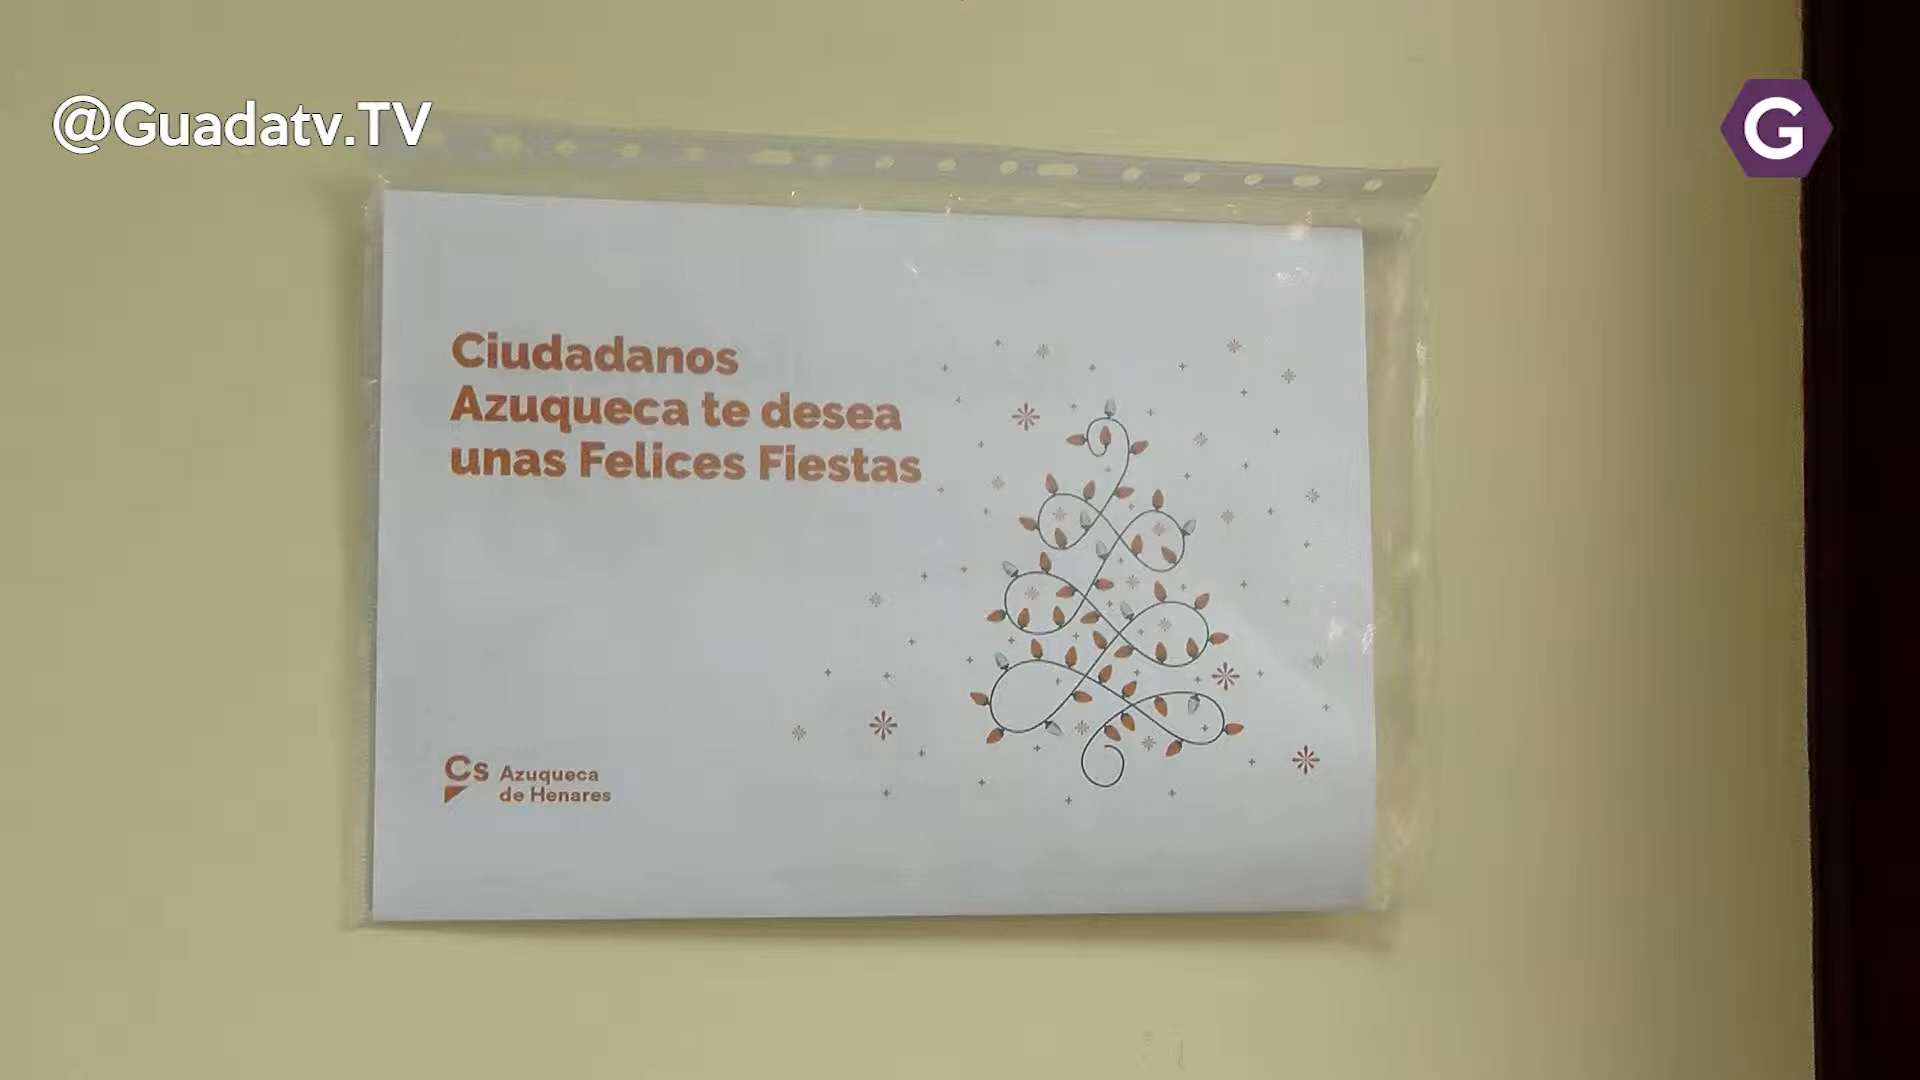 @Guadatv.TV
G
Ciudadanos
Azuqueca te desea
unas Felices Fiestas
Cs Azuqueca
de Henares